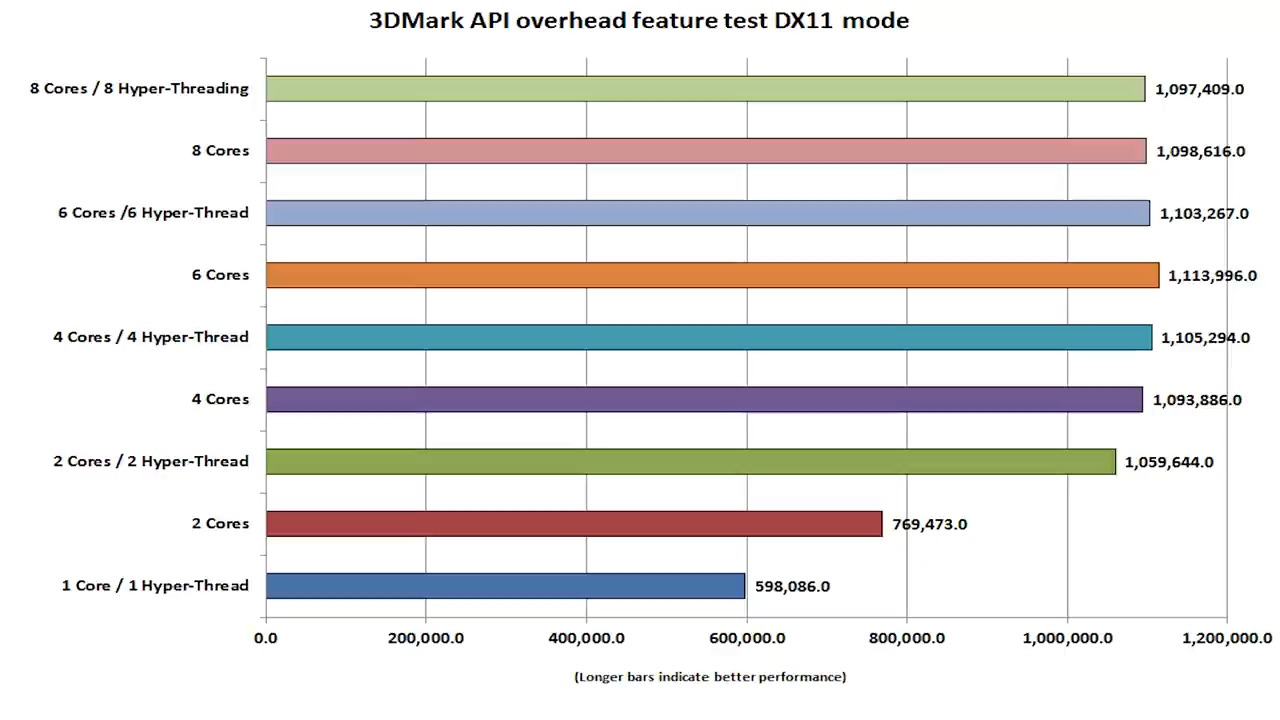 3DMark API overhead feature test DX11 mode
8 Cores / 8 Hyper-Threading 1,097,409.0
8 Cores 1,098,616.0
6 Cores /6 Hyper-Thread 1,103,267.0
6 Cores 1,113,996.0
4 Cores / 4 Hyper-Thread 1,105,294.0
4 Cores 1,093,886.0
2 Cores / 2 Hyper-Thread 1,059,644.0
2 Cores 769,473.0
1 Core / 1 Hyper-Thread 598,086.0
0.0 200,000.0 400,000.0 600,000.0 800,000.0 1,000,000.0 1,200,000.0
(Longer bars indicate better performance)